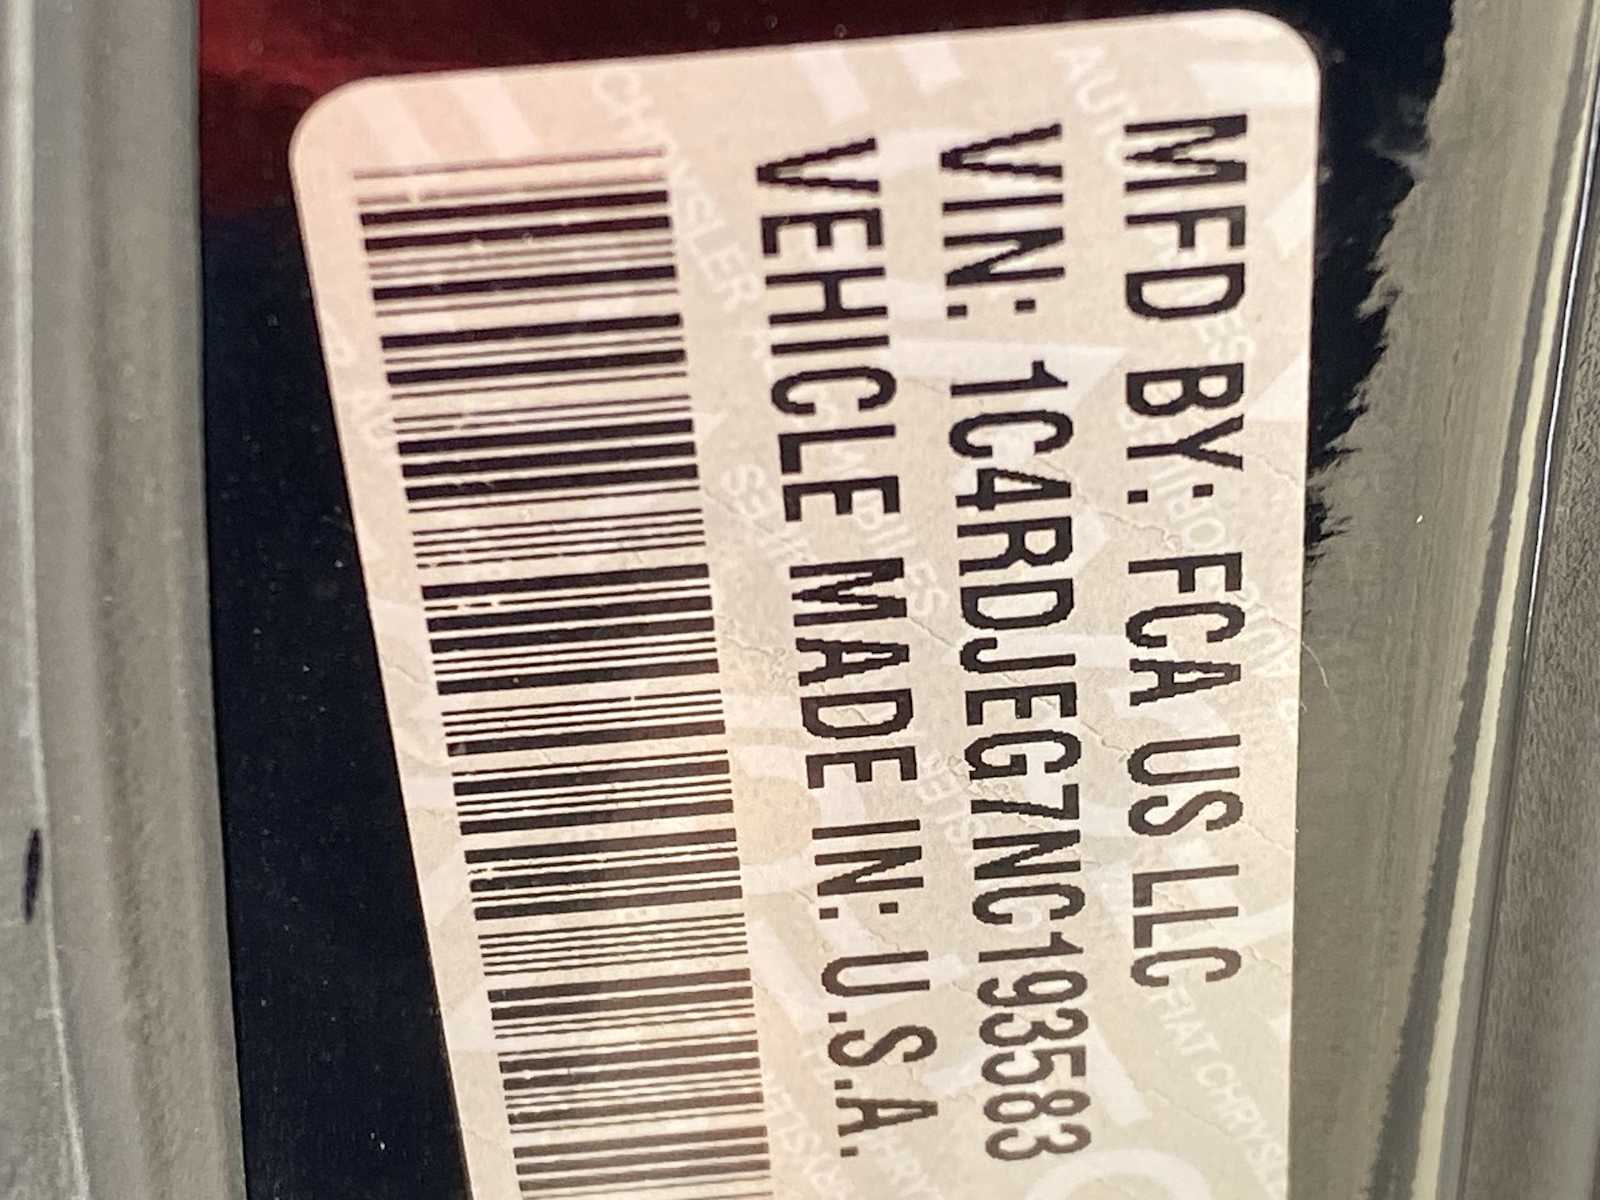 MFD BY: FCA US LLC
VIN: 1C4RDJEG7NC193583
VEHICLE MADE IN: U.S.A.